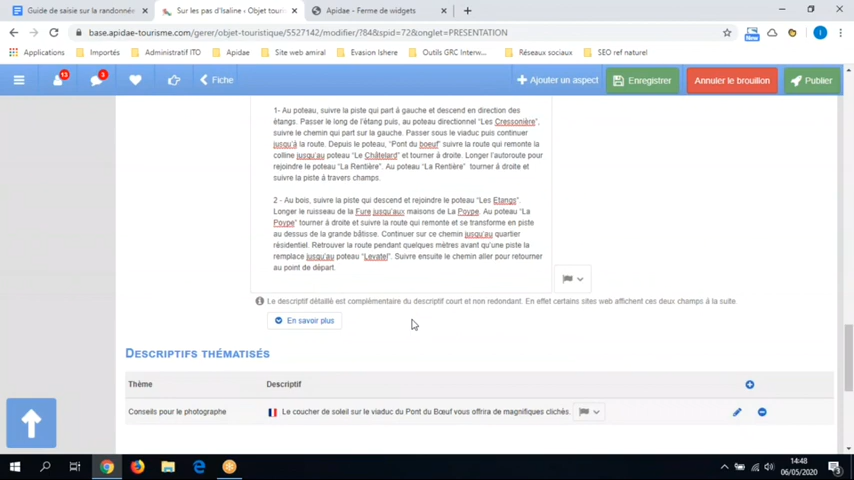 Guide de saisie sur la randonnée
Sur les pas d'Isaline - Objet tour
Apidae - Ferme de widgets
base.apidae-tourisme.com/gerer/objet-touristique/5527142/modifier/?84&spid=72&onglet=PRESENTATION
Applications Importés Administratif ITO Apidae Site web amiral Evasion Ishere Outils GRC Interw... Réseaux sociaux SEO ref naturel
13 3 Fiche Ajouter un aspect Enregistrer Annuler le brouillon Publier
1- Au poteau, suivre la piste qui part à gauche et descend en direction des
étangs. Passer le long de l'étang puis, au poteau directionnel "Les Cressonière",
suivre le chemin qui part sur la gauche. Passer sous le viaduc puis continuer
jusqu'à la route. Depuis le poteau, "Pont du boeuf" suivre la route qui remonte la
colline jusqu'au poteau "Le Châtelard" et tourner à droite. Longer l'autoroute pour
rejoindre le poteau "La Rentière". Au poteau "La Rentière" tourner à droite et
suivre la piste à travers champs.
2 - Au bois, suivre la piste qui descend et rejoindre le poteau "Les Etangs".
Longer le ruisseau de la Fure jusqu'aux maisons de La Poype. Au poteau "La
Poype" tourner à droite et suivre la route qui remonte et se transforme en piste
au dessus de la grande bâtisse. Continuer sur ce chemin jusqu'au quartier
résidentiel. Retrouver la route pendant quelques mètres avant qu'une piste la
remplace jusqu'au poteau "Levatel". Suivre ensuite le chemin aller pour retourner
au point de départ.
Le descriptif détaillé est complémentaire du descriptif court et non redondant. En effet certains sites web affichent ces deux champs à la suite.
En savoir plus
DESCRIPTIFS THÉMATISÉS
Thème Descriptif
Conseils pour le photographe Le coucher de soleil sur le viaduc du Pont du Bœuf vous offrira de magnifiques clichés.
14:48
06/05/2020